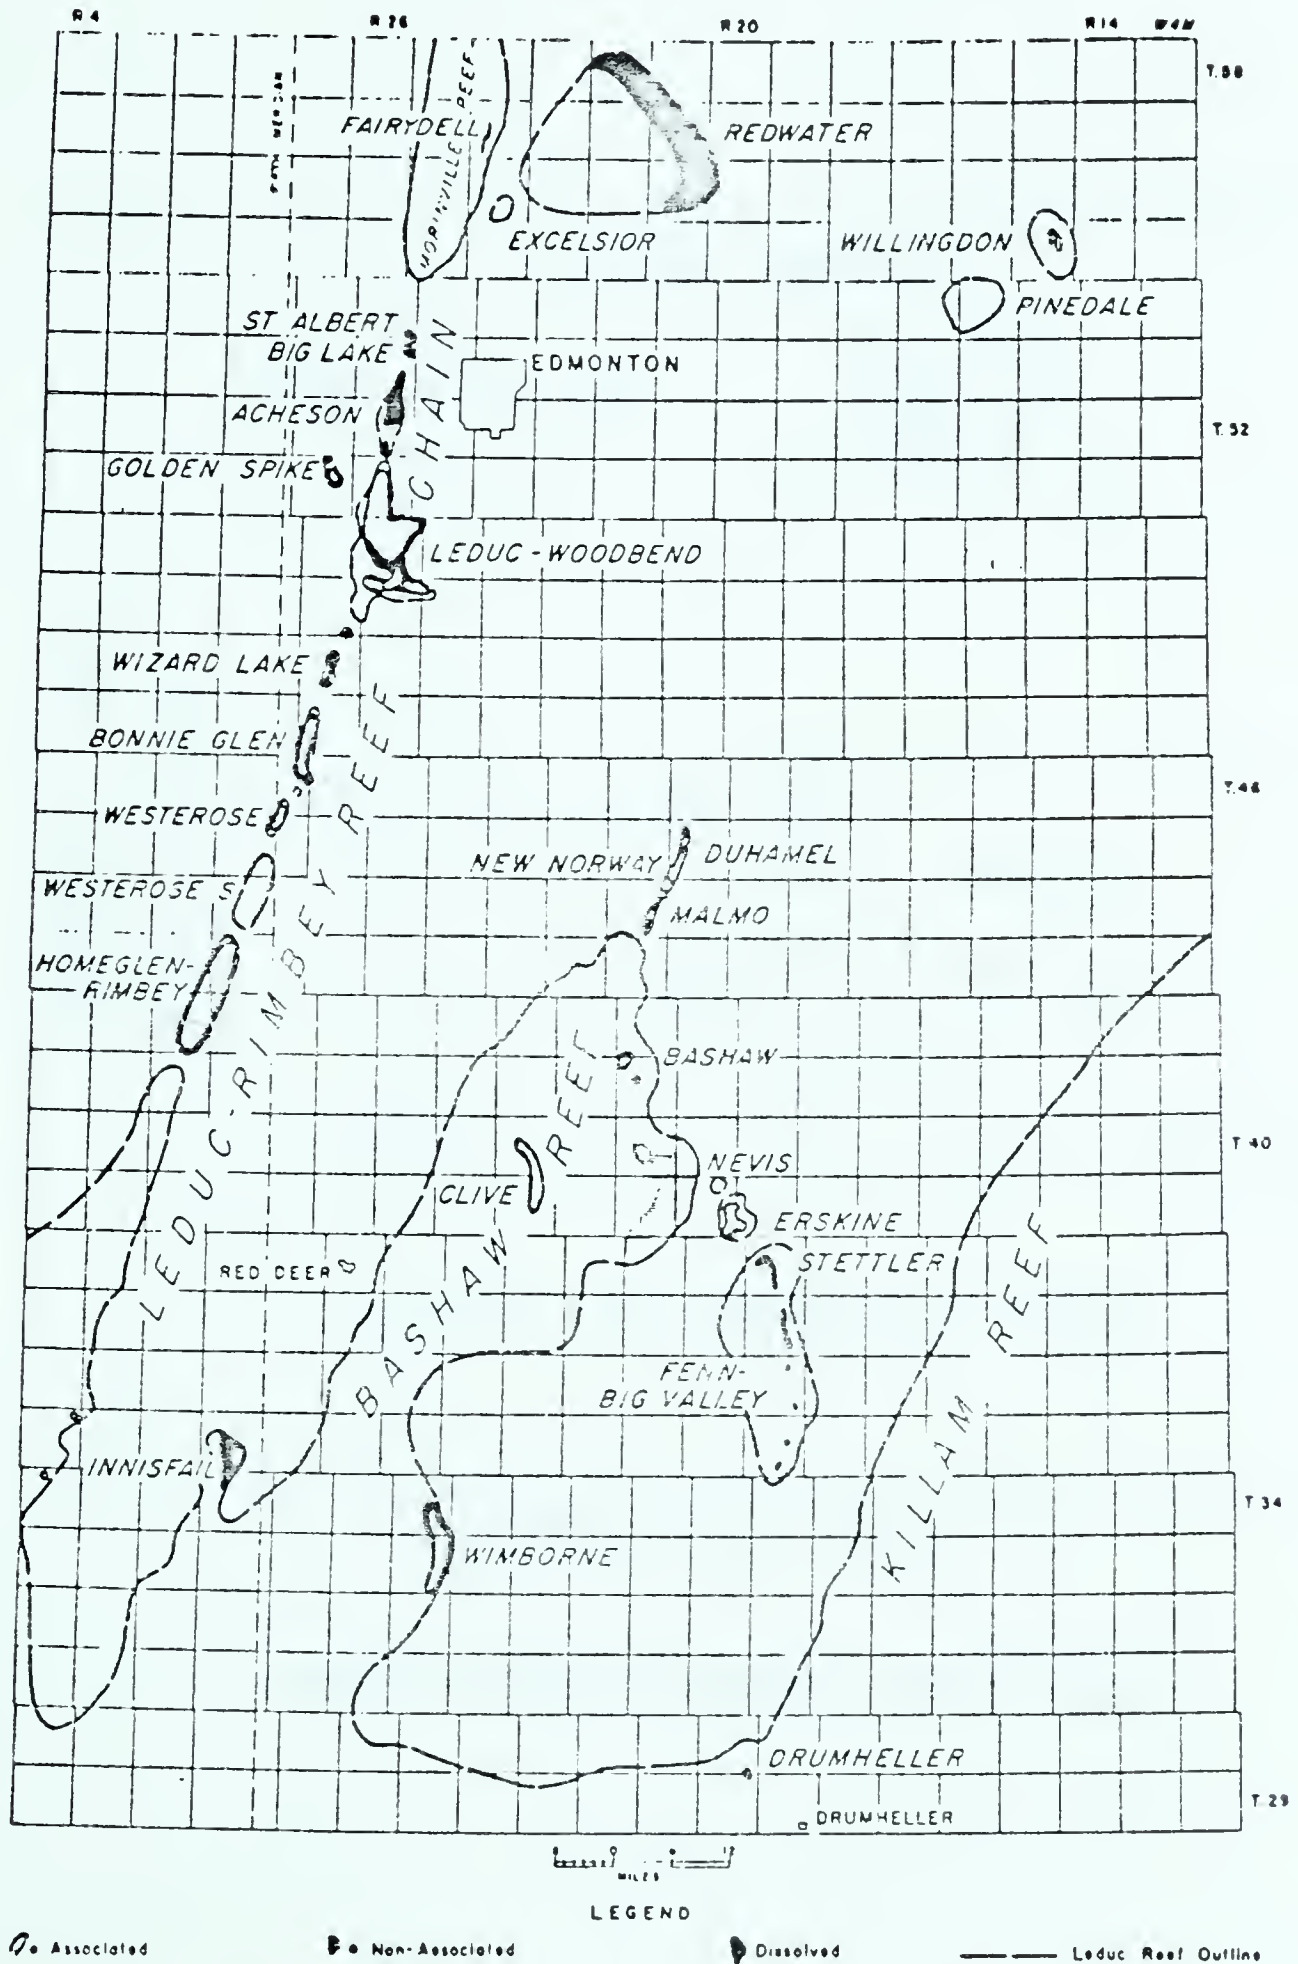 R 4
R 26
R 20
R 14 W4M
T. 58
FAIRYDELL
MORINVILLE REEF
REDWATER
EXCELSIOR
WILLINGDON
PINEDALE
ST ALBERT
BIG LAKE
EDMONTON
ACHESON
T. 52
GOLDEN SPIKE
LEDUC - WOODBEND
WIZARD LAKE
BONNIE GLEN
T. 46
WESTEROSE
NEW NORWAY
DUHAMEL
WESTEROSE S
MALMO
HOMEGLEN-
RIMBEY
LEDUC-RIMBEY REEF CHAIN
BASHAW
T 40
NEVIS
CLIVE
ERSKINE
RED DEER
STETTLER
BASHAW REEF
FENN-
BIG VALLEY
KILLAM REEF
INNISFAIL
T 34
WIMBORNE
DRUMHELLER
T. 29
DRUMHELLER
MILES
LEGEND
Associated
Non-Associated
Dissolved
Leduc Reef Outline